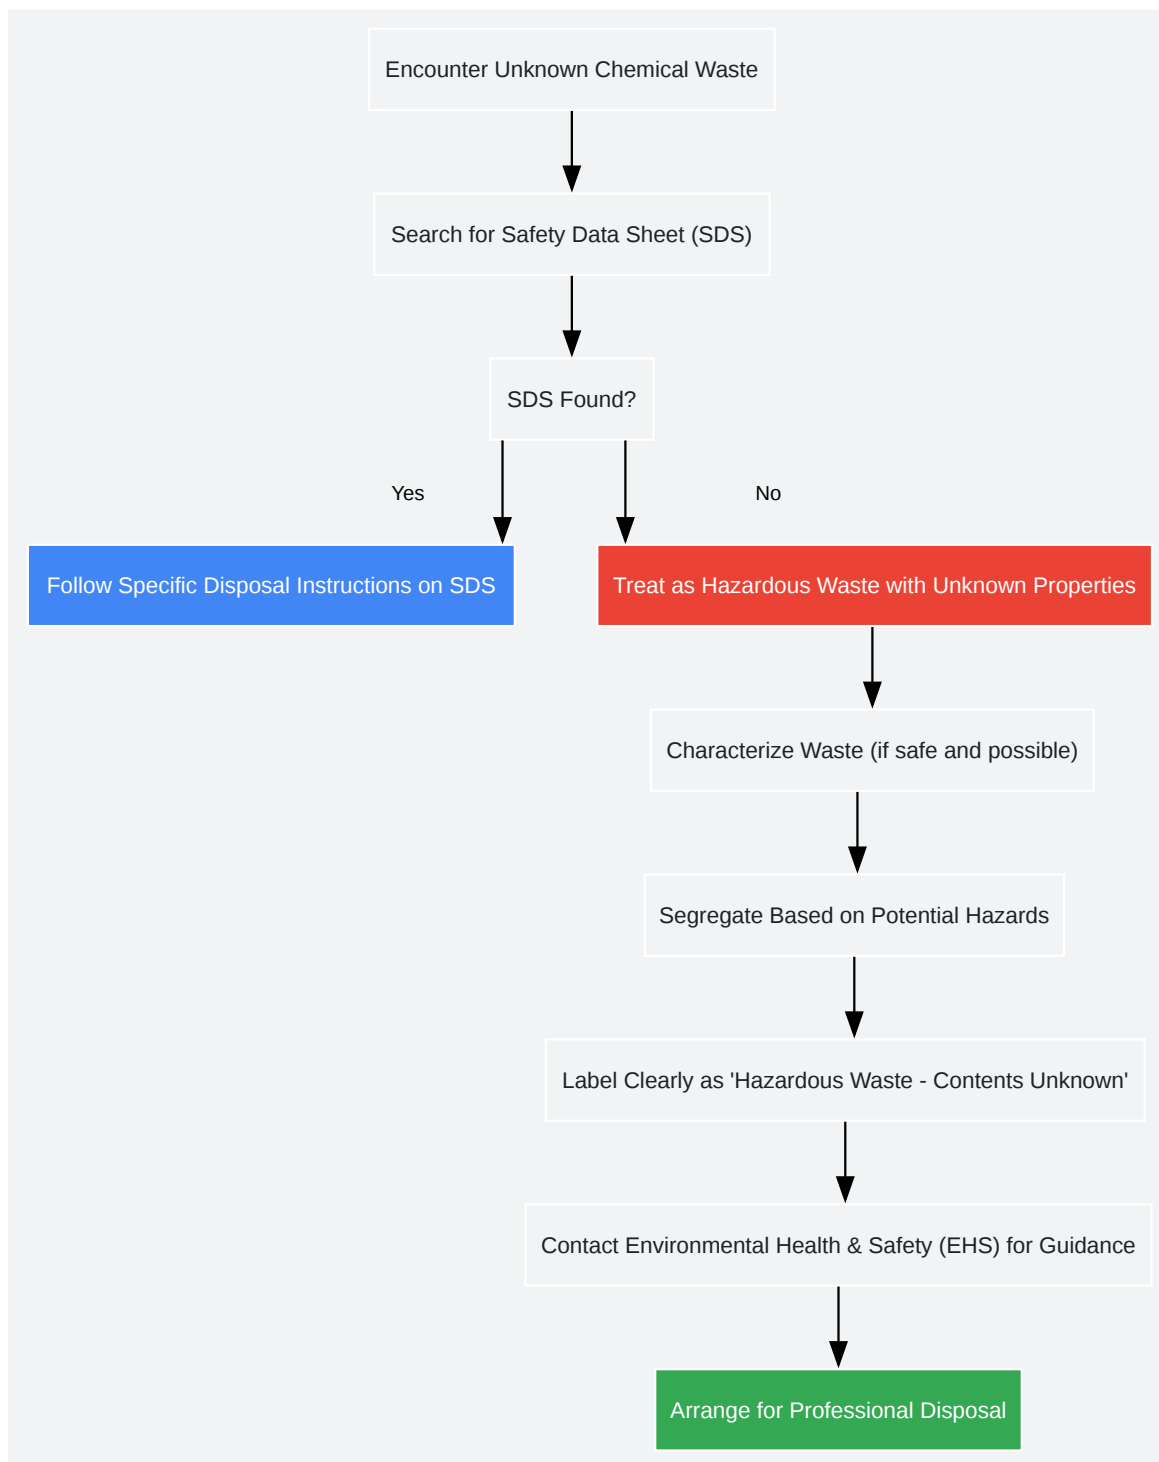 Encounter Unknown Chemical Waste
Search for Safety Data Sheet (SDS)
SDS Found?
Yes
No
Follow Specific Disposal Instructions on SDS
Treat as Hazardous Waste with Unknown Properties
Characterize Waste (if safe and possible)
Segregate Based on Potential Hazards
Label Clearly as 'Hazardous Waste - Contents Unknown'
Contact Environmental Health & Safety (EHS) for Guidance
Arrange for Professional Disposal